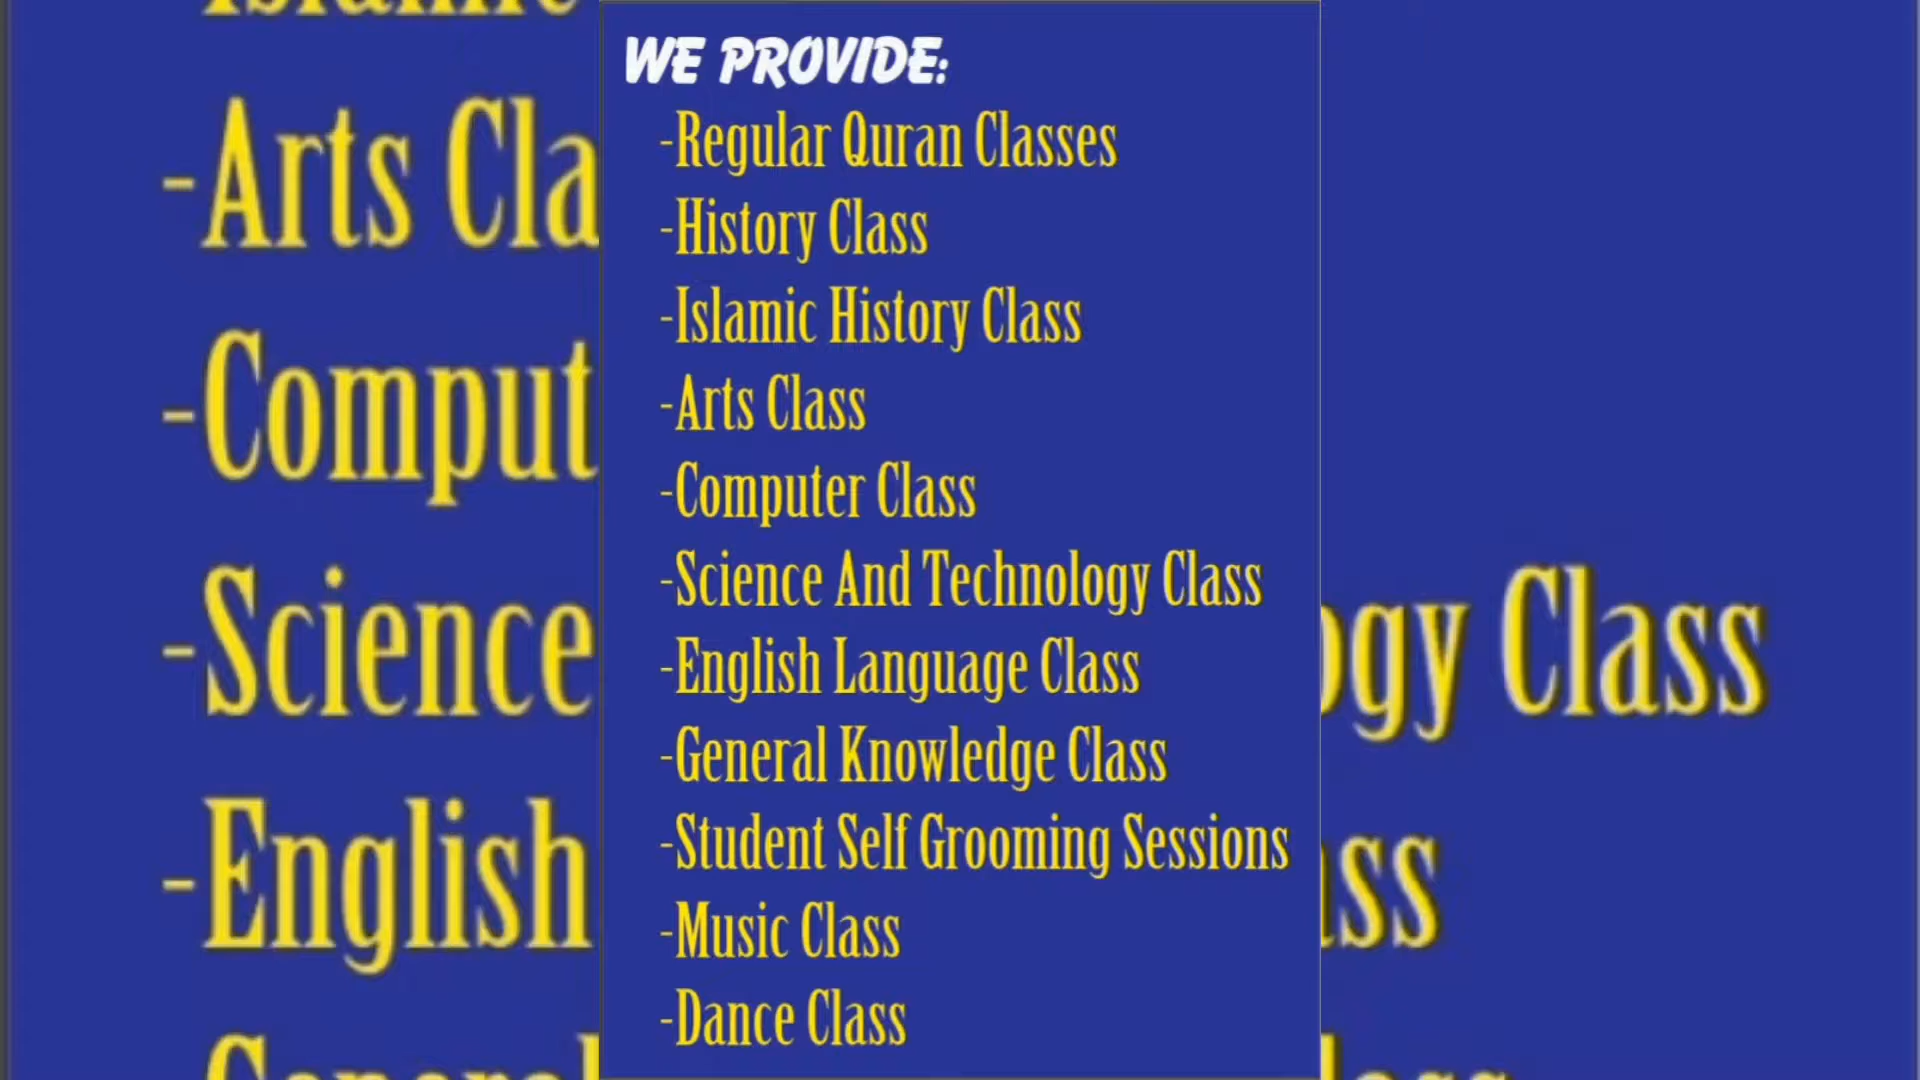 WE PROVIDE:
-Regular Quran Classes
-History Class
-Islamic History Class
-Arts Class
-Computer Class
-Science And Technology Class
-English Language Class
-General Knowledge Class
-Student Self Grooming Sessions
-Music Class
-Dance Class